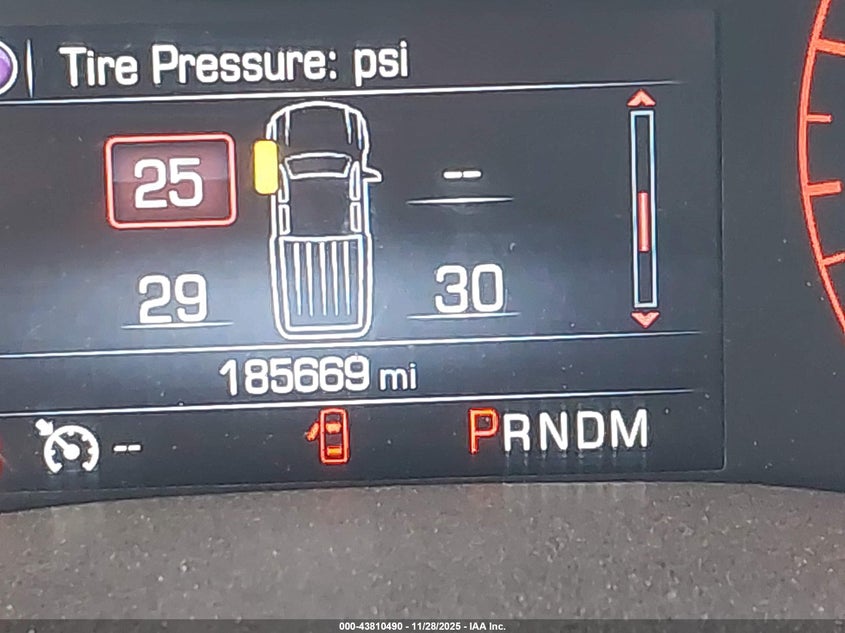 Tire Pressure: psi
25 --
29 30
185669 mi
-- PRNDM
000-43810490 - 11/28/2025 - IAA Inc.